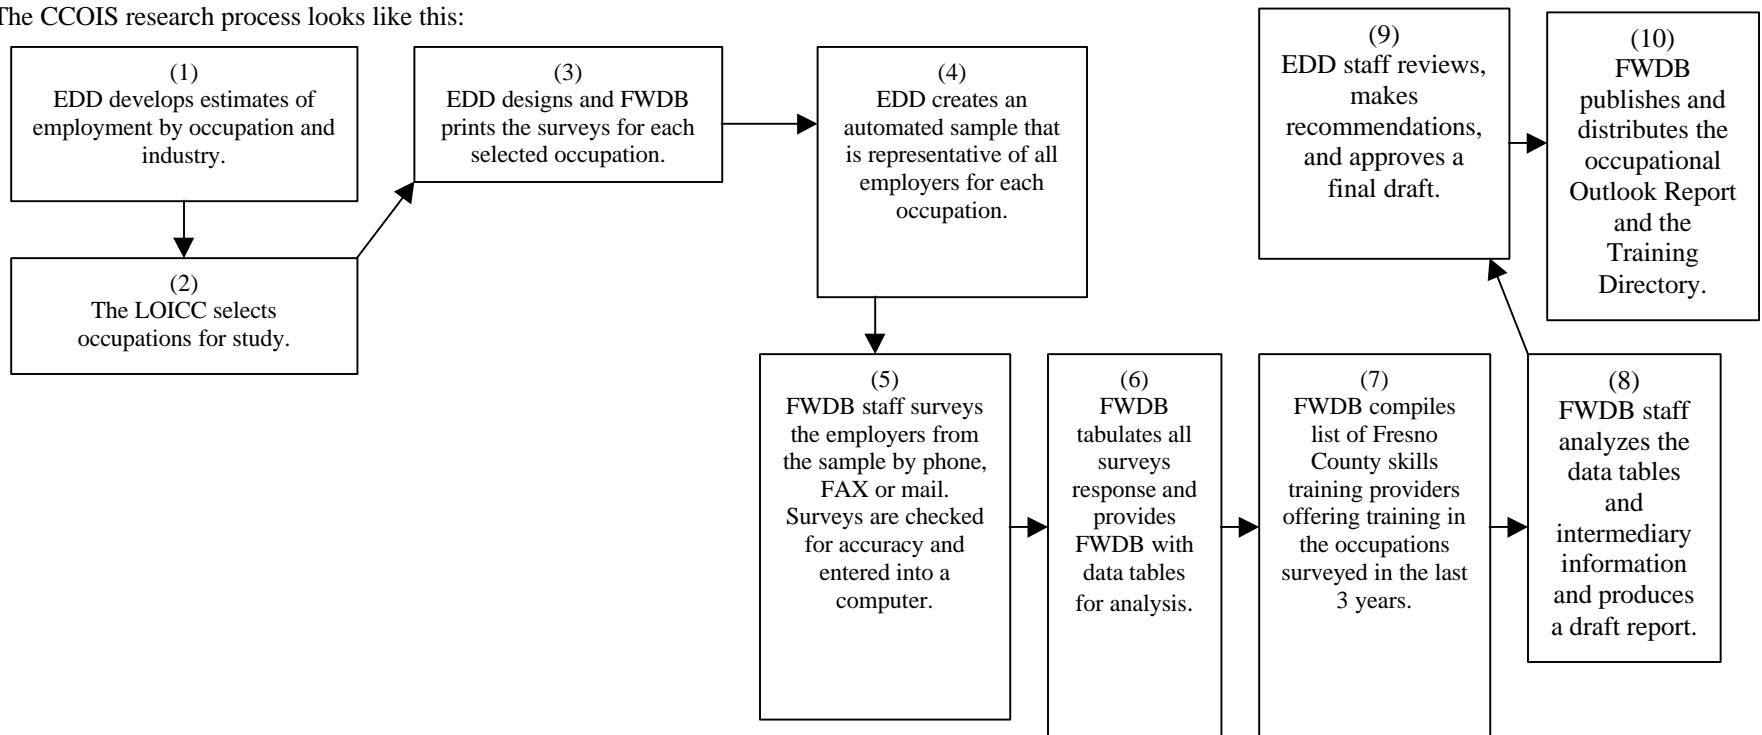 The CCOIS research process looks like this:
(1)
EDD develops estimates of
employment by occupation and
industry.
(2)
The LOICC selects
occupations for study.
(3)
EDD designs and FWDB
prints the surveys for each
selected occupation.
(4)
EDD creates an
automated sample that
is representative of all
employers for each
occupation.
(5)
FWDB staff surveys
the employers from
the sample by phone,
FAX or mail.
Surveys are checked
for accuracy and
entered into a
computer.
(6)
FWDB
tabulates all
surveys
response and
provides
FWDB with
data tables
for analysis.
(7)
FWDB compiles
list of Fresno
County skills
training providers
offering training in
the occupations
surveyed in the last
3 years.
(8)
FWDB staff
analyzes the
data tables
and
intermediary
information
and produces
a draft report.
(9)
EDD staff reviews,
makes
recommendations,
and approves a
final draft.
(10)
FWDB
publishes and
distributes the
occupational
Outlook Report
and the
Training
Directory.